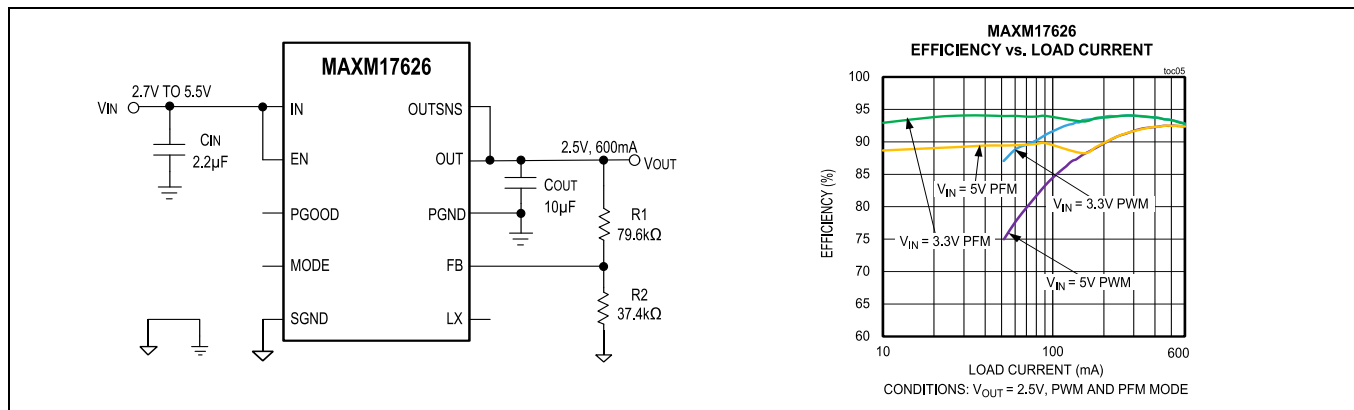 MAXM17626
2.7V TO 5.5V
VIN
CIN
2.2µF
IN
EN
PGOOD
MODE
SGND
OUTSNS
OUT
PGND
FB
LX
2.5V, 600mA
VOUT
COUT
10µF
R1
79.6kΩ
R2
37.4kΩ
MAXM17626
EFFICIENCY vs. LOAD CURRENT
toc05
EFFICIENCY (%)
100
95
90
85
80
75
70
65
60
VIN = 5V PFM
VIN = 3.3V PWM
VIN = 3.3V PFM
VIN = 5V PWM
10
100
600
LOAD CURRENT (mA)
CONDITIONS: VOUT = 2.5V, PWM AND PFM MODE